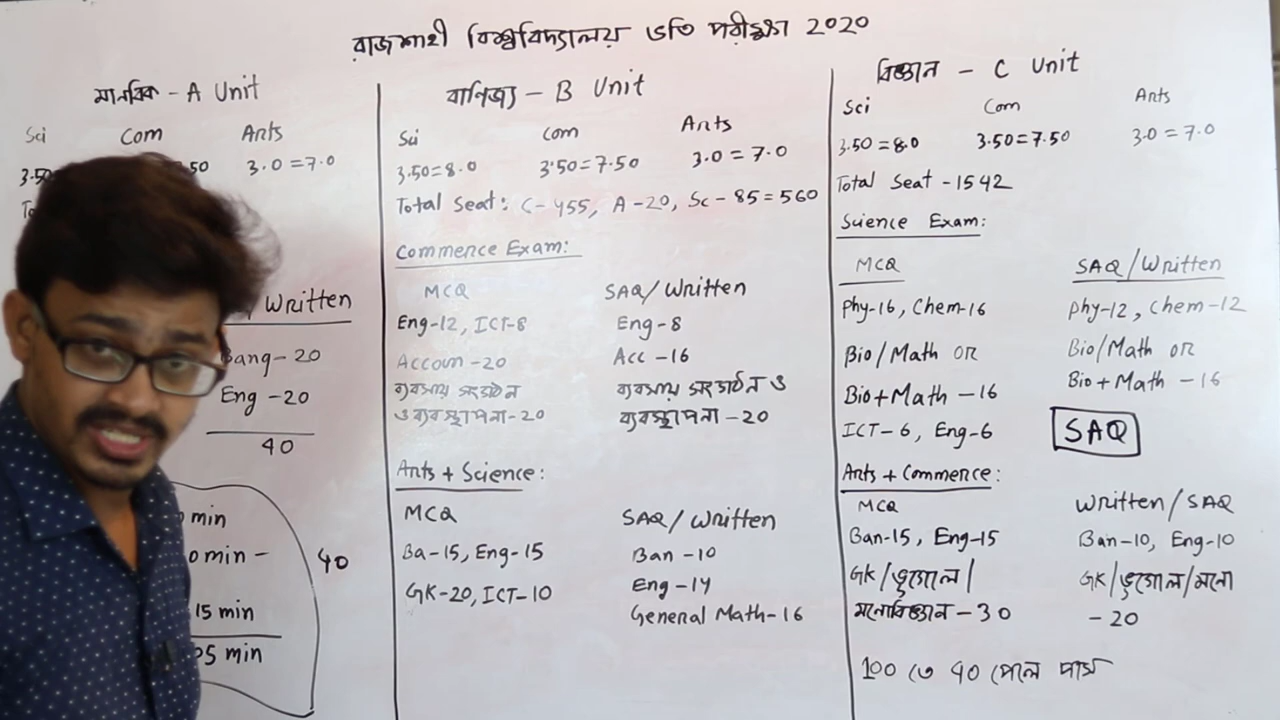 রাজশাহী বিশ্ববিদ্যালয় ভর্তি পরীক্ষা 2020
মানবিক - A Unit
Sci Com Arts
3.50 50 3.0 = 7.0
Written
Bang- 20
Eng -20
40
min
0 min - 40
15 min
05 min
বাণিজ্য - B Unit
Sci Com Arts
3.50=8.0 3.50=7.50 3.0 = 7.0
Total Seat: C-455, A-20, Sc-85=560
Commence Exam:
MCQ SAQ/Written
Eng-12, ICT-8 Eng-8
Accoun-20 Acc -16
ব্যবসায় সংগঠন ব্যবসায় সংগঠন ও
ও ব্যবস্থাপনা-20 ব্যবস্থাপনা -20
Arts + Science:
MCQ SAQ/Written
Ba-15, Eng-15 Ban -10
GK-20, ICT-10 Eng-14
General Math-16
বিজ্ঞান - C Unit
Sci Com Arts
3.50=8.0 3.50=7.50 3.0 = 7.0
Total Seat -1542
Science Exam:
MCQ SAQ/Written
Phy-16, Chem-16 Phy-12, Chem-12
Bio/Math OR Bio/Math OR
Bio+Math -16 Bio+Math -16
ICT-6, Eng-6 SAQ
Arts+Commerce:
MCQ Written/SAQ
Ban-15, Eng-15 Ban-10, Eng-10
GK/ভূগোল/ GK/ভূগোল/মনো
মনোবিজ্ঞান-30 -20
100 তে 40 পেলে পাস